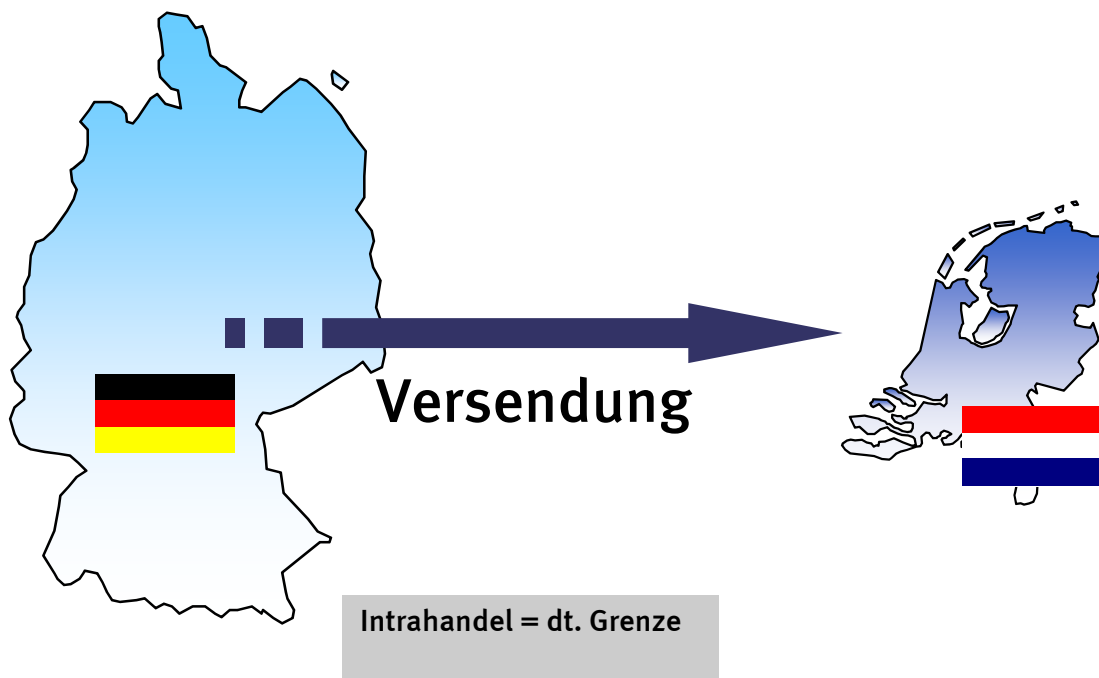 Versendung
Intrahandel = dt. Grenze